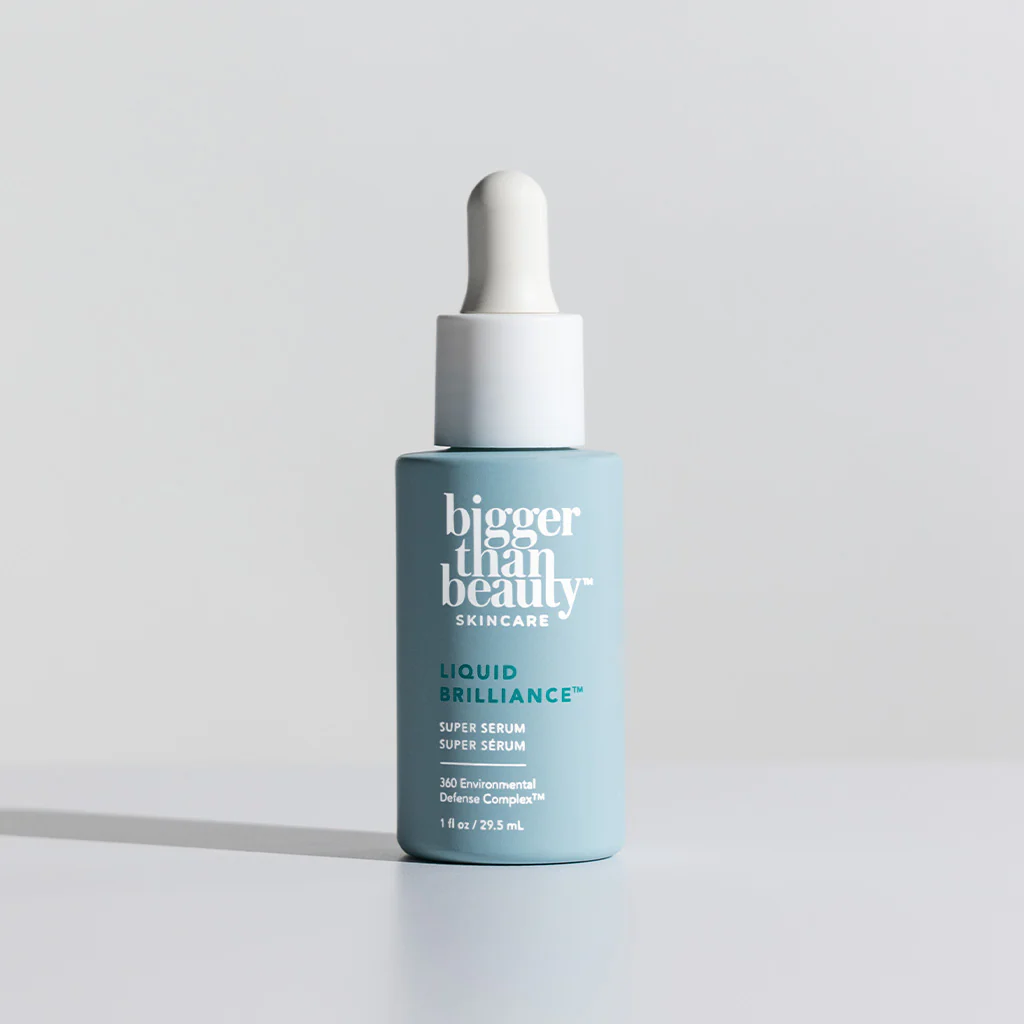 bigger
than
beauty™
SKINCARE
LIQUID
BRILLIANCE™
SUPER SERUM
SUPER SÉRUM
360 Environmental
Defense Complex™
1 fl oz / 29.5 mL